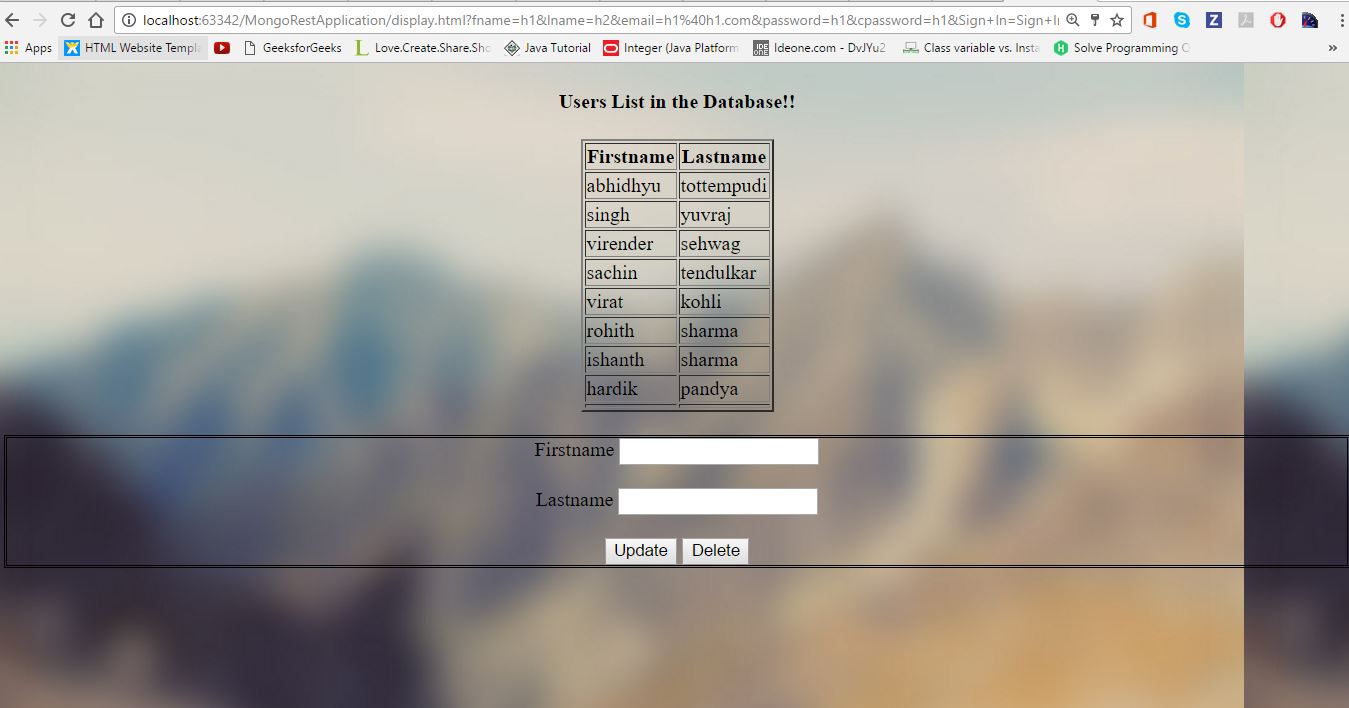 localhost:63342/MongoRestApplication/display.html?fname=h1&lname=h2&email=h1%40h1.com&password=h1&cpassword=h1&Sign+In=Sign+I
Apps HTML Website Templa GeeksforGeeks Love.Create.Share.Sho Java Tutorial Integer (Java Platform Ideone.com - DvJYu2 Class variable vs. Insta Solve Programming Q »
Users List in the Database!!
Firstname Lastname
abhidhyu tottempudi
singh yuvraj
virender sehwag
sachin tendulkar
virat kohli
rohith sharma
ishanth sharma
hardik pandya
Firstname
Lastname
Update Delete